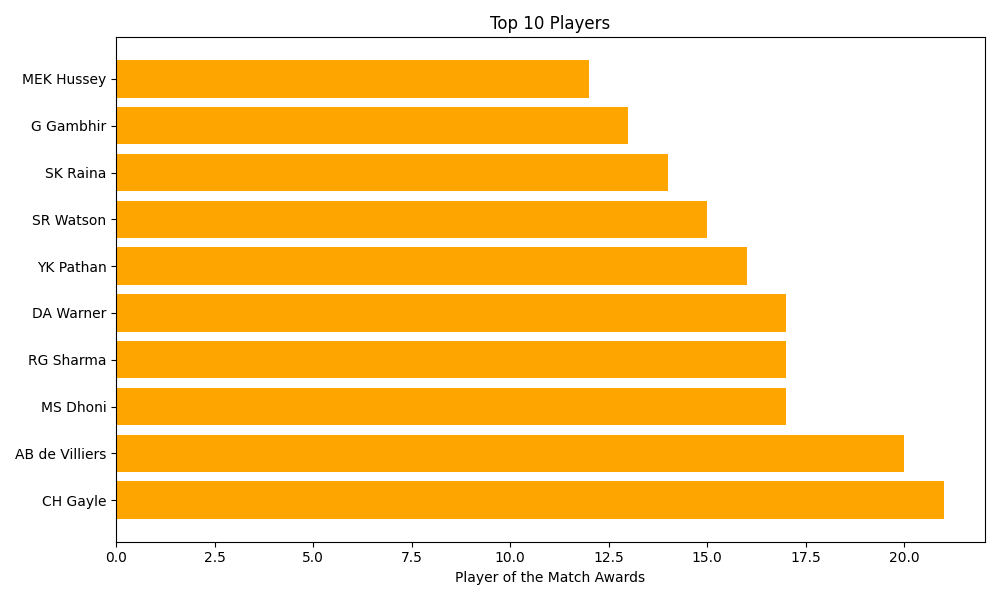 Top 10 Players
MEK Hussey
G Gambhir
SK Raina
SR Watson
YK Pathan
DA Warner
RG Sharma
MS Dhoni
AB de Villiers
CH Gayle
0.0 2.5 5.0 7.5 10.0 12.5 15.0 17.5 20.0
Player of the Match Awards